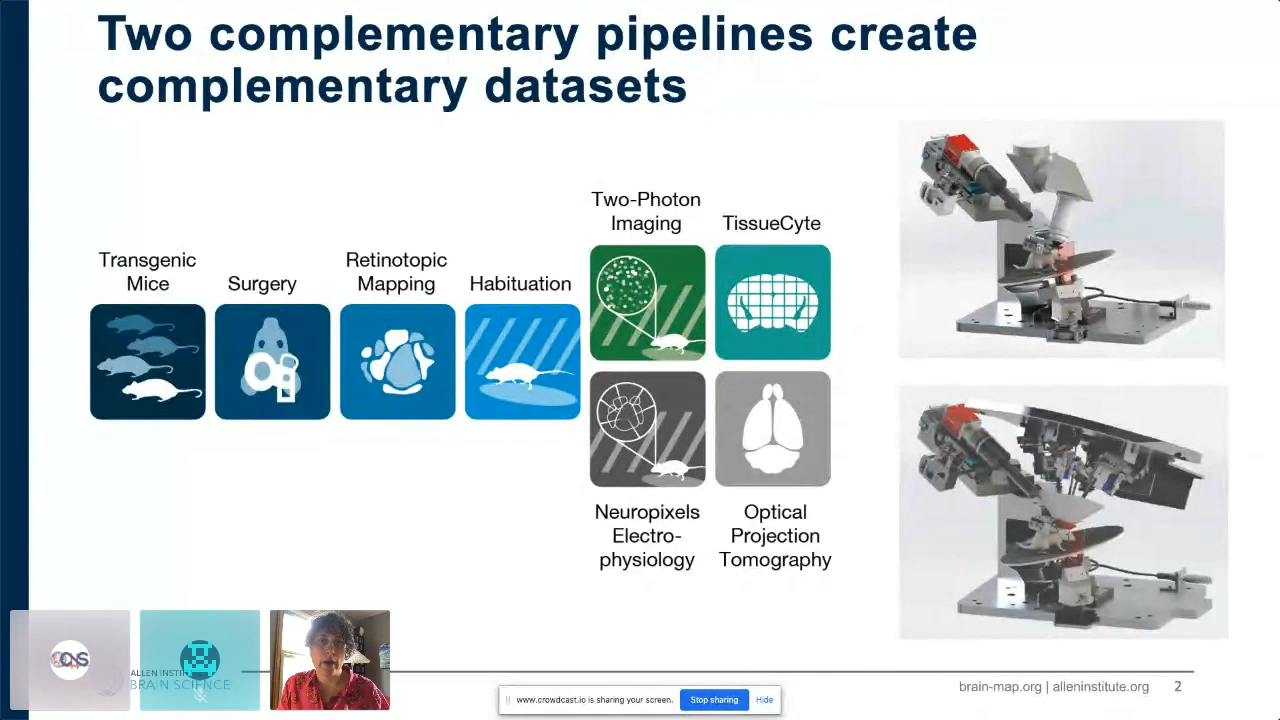 Two complementary pipelines create
complementary datasets
Transgenic
Mice
Surgery
Retinotopic
Mapping
Habituation
Two-Photon
Imaging
TissueCyte
Neuropixels
Electro-
physiology
Optical
Projection
Tomography
ALLEN INSTI
BRAIN SCIENCE
www.crowdcast.io is sharing your screen.
Stop sharing
Hide
brain-map.org | alleninstitute.org
2